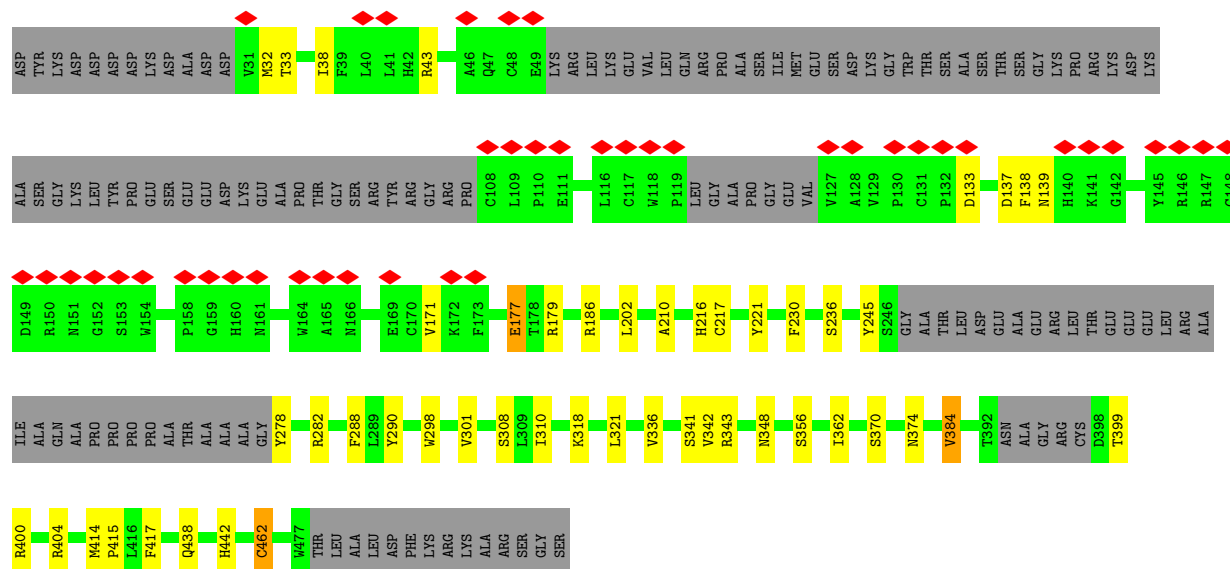 ASP TYR LYS ASP ASP ASP ASP LYS ASP ALA ASP ASP V31 M32 T33 I38 F39 L40 L41 H42 R43 A46 Q47 C48 E49 LYS ARG LEU LYS GLU VAL LEU GLN ARG PRO ALA SER ILE MET GLU SER ASP LYS GLY TRP THR SER ALA SER THR SER GLY LYS PRO ARG LYS ASP LYS
ALA SER GLY LYS LEU TYR PRO GLU SER GLU GLU ASP LYS GLU ALA PRO THR GLY SER ARG TYR ARG GLY ARG PRO C108 L109 P110 E111 L116 C117 W118 P119 LEU GLY ALA PRO GLY GLU VAL V127 A128 V129 P130 C131 P132 D133 D137 F138 N139 H140 K141 G142 Y145 R146 R147 C148
D149 R150 N151 G152 S153 W154 P158 G159 H160 N161 W164 A165 N166 E169 C170 V171 K172 F173 E177 T178 R179 R186 L202 A210 H216 C217 Y221 F230 S236 Y245 S246 GLY ALA THR LEU ASP GLU ALA GLU ARG LEU THR GLU GLU GLU LEU ARG ALA
ILE ALA GLN ALA PRO PRO PRO PRO ALA THR ALA ALA ALA GLY Y278 R282 F288 L289 Y290 W298 V301 S308 L309 I310 K318 L321 V336 S341 V342 R343 N348 S356 I362 S370 N374 V384 T392 ASN ALA GLY ARG CYS D398 T399
R400 R404 M414 P415 L416 F417 Q438 H442 C462 W477 THR LEU ALA LEU ASP PHE LYS ARG LYS ALA ARG SER GLY SER